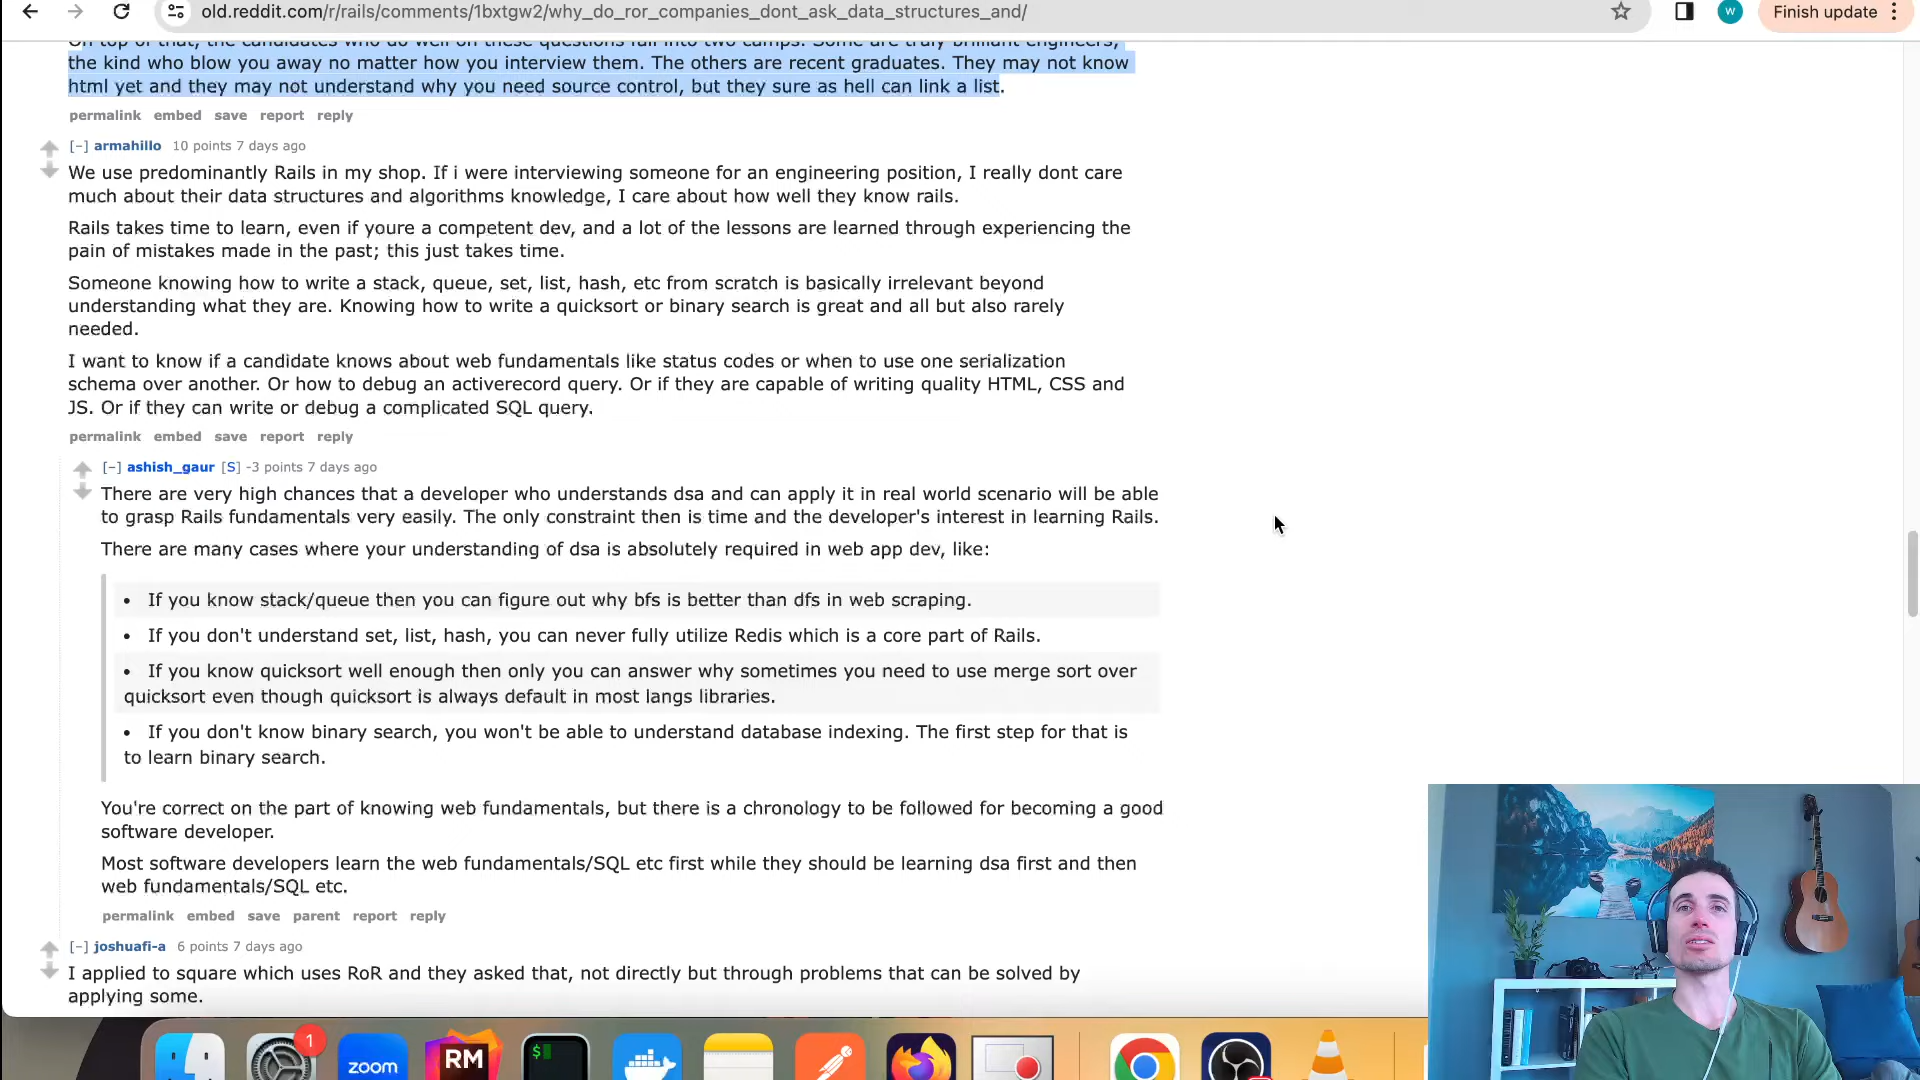 old.reddit.com/r/rails/comments/1bxtgw2/why_do_ror_companies_dont_ask_data_structures_and/
W
Finish update
On top of that, the candidates who do well on these questions fall into two camps. Some are truly brilliant engineers,
the kind who blow you away no matter how you interview them. The others are recent graduates. They may not know
html yet and they may not understand why you need source control, but they sure as hell can link a list.
permalink embed save report reply
[–] armahillo 10 points 7 days ago
We use predominantly Rails in my shop. If i were interviewing someone for an engineering position, I really dont care
much about their data structures and algorithms knowledge, I care about how well they know rails.
Rails takes time to learn, even if youre a competent dev, and a lot of the lessons are learned through experiencing the
pain of mistakes made in the past; this just takes time.
Someone knowing how to write a stack, queue, set, list, hash, etc from scratch is basically irrelevant beyond
understanding what they are. Knowing how to write a quicksort or binary search is great and all but also rarely
needed.
I want to know if a candidate knows about web fundamentals like status codes or when to use one serialization
schema over another. Or how to debug an activerecord query. Or if they are capable of writing quality HTML, CSS and
JS. Or if they can write or debug a complicated SQL query.
permalink embed save report reply
[–] ashish_gaur [S] -3 points 7 days ago
There are very high chances that a developer who understands dsa and can apply it in real world scenario will be able
to grasp Rails fundamentals very easily. The only constraint then is time and the developer's interest in learning Rails.
There are many cases where your understanding of dsa is absolutely required in web app dev, like:
• If you know stack/queue then you can figure out why bfs is better than dfs in web scraping.
• If you don't understand set, list, hash, you can never fully utilize Redis which is a core part of Rails.
• If you know quicksort well enough then only you can answer why sometimes you need to use merge sort over
quicksort even though quicksort is always default in most langs libraries.
• If you don't know binary search, you won't be able to understand database indexing. The first step for that is
to learn binary search.
You're correct on the part of knowing web fundamentals, but there is a chronology to be followed for becoming a good
software developer.
Most software developers learn the web fundamentals/SQL etc first while they should be learning dsa first and then
web fundamentals/SQL etc.
permalink embed save parent report reply
[–] joshuafi-a 6 points 7 days ago
I applied to square which uses RoR and they asked that, not directly but through problems that can be solved by
applying some.
1
zoom
RM
$